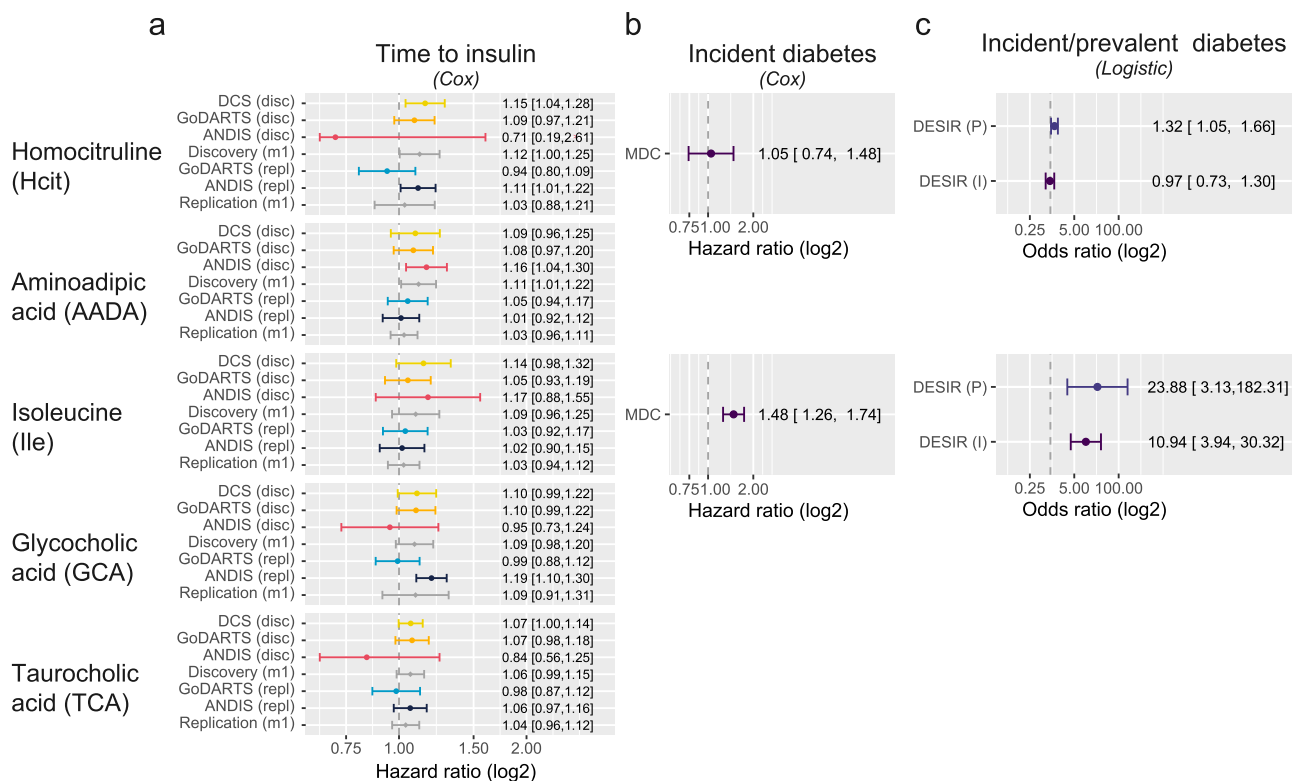 a
Time to insulin
(Cox)
Homocitruline
(Hcit)
DCS (disc) 1.15 [1.04,1.28]
GoDARTS (disc) 1.09 [0.97,1.21]
ANDIS (disc) 0.71 [0.19,2.61]
Discovery (m1) 1.12 [1.00,1.25]
GoDARTS (repl) 0.94 [0.80,1.09]
ANDIS (repl) 1.11 [1.01,1.22]
Replication (m1) 1.03 [0.88,1.21]
Aminoadipic
acid (AADA)
DCS (disc) 1.09 [0.96,1.25]
GoDARTS (disc) 1.08 [0.97,1.20]
ANDIS (disc) 1.16 [1.04,1.30]
Discovery (m1) 1.11 [1.01,1.22]
GoDARTS (repl) 1.05 [0.94,1.17]
ANDIS (repl) 1.01 [0.92,1.12]
Replication (m1) 1.03 [0.96,1.11]
Isoleucine
(Ile)
DCS (disc) 1.14 [0.98,1.32]
GoDARTS (disc) 1.05 [0.93,1.19]
ANDIS (disc) 1.17 [0.88,1.55]
Discovery (m1) 1.09 [0.96,1.25]
GoDARTS (repl) 1.03 [0.92,1.17]
ANDIS (repl) 1.02 [0.90,1.15]
Replication (m1) 1.03 [0.94,1.12]
Glycocholic
acid (GCA)
DCS (disc) 1.10 [0.99,1.22]
GoDARTS (disc) 1.10 [0.99,1.22]
ANDIS (disc) 0.95 [0.73,1.24]
Discovery (m1) 1.09 [0.98,1.20]
GoDARTS (repl) 0.99 [0.88,1.12]
ANDIS (repl) 1.19 [1.10,1.30]
Replication (m1) 1.09 [0.91,1.31]
Taurocholic
acid (TCA)
DCS (disc) 1.07 [1.00,1.14]
GoDARTS (disc) 1.07 [0.98,1.18]
ANDIS (disc) 0.84 [0.56,1.25]
Discovery (m1) 1.06 [0.99,1.15]
GoDARTS (repl) 0.98 [0.87,1.12]
ANDIS (repl) 1.06 [0.97,1.16]
Replication (m1) 1.04 [0.96,1.12]
0.75 1.00 1.50 2.00
Hazard ratio (log2)
b
Incident diabetes
(Cox)
MDC 1.05 [ 0.74, 1.48]
0.751.00 2.00
Hazard ratio (log2)
MDC 1.48 [ 1.26, 1.74]
0.751.00 2.00
Hazard ratio (log2)
c
Incident/prevalent diabetes
(Logistic)
DESIR (P) 1.32 [ 1.05, 1.66]
DESIR (I) 0.97 [ 0.73, 1.30]
0.25 5.00 100.00
Odds ratio (log2)
DESIR (P) 23.88 [ 3.13,182.31]
DESIR (I) 10.94 [ 3.94, 30.32]
0.25 5.00 100.00
Odds ratio (log2)